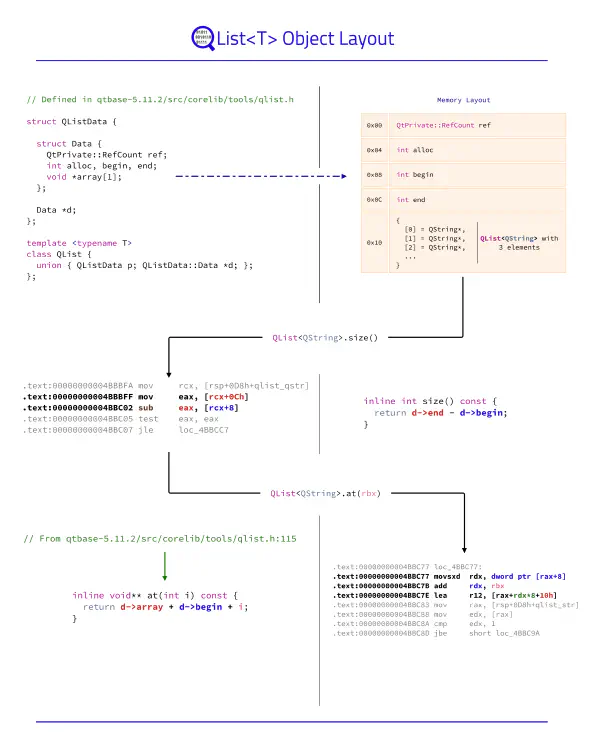 List<T> Object Layout
// Defined in qtbase-5.11.2/src/corelib/tools/qlist.h
struct QListData {
struct Data {
QtPrivate::RefCount ref;
int alloc, begin, end;
void *array[1];
};
Data *d;
};
template <typename T>
class QList {
union { QListData p; QListData::Data *d; };
};
Memory Layout
0x00 QtPrivate::RefCount ref
0x04 int alloc
0x08 int begin
0x0C int end
0x10
{
[0] = QString*,
[1] = QString*,
[2] = QString*,
...
}
QList<QString> with
3 elements
QList<QString>.size()
.text:00000000004BBBFA mov rcx, [rsp+0D8h+qlist_qstr]
.text:00000000004BBBFF mov eax, [rcx+0Ch]
.text:00000000004BBC02 sub eax, [rcx+8]
.text:00000000004BBC05 test eax, eax
.text:00000000004BBC07 jle loc_4BBCC7
inline int size() const {
return d->end - d->begin;
}
QList<QString>.at(rbx)
// From qtbase-5.11.2/src/corelib/tools/qlist.h:115
inline void** at(int i) const {
return d->array + d->begin + i;
}
.text:00000000004BBC77 loc_4BBC77:
.text:00000000004BBC77 movsxd rdx, dword ptr [rax+8]
.text:00000000004BBC7B add rdx, rbx
.text:00000000004BBC7E lea r12, [rax+rdx*8+10h]
.text:00000000004BBC83 mov rax, [rsp+0D8h+qlist_str]
.text:00000000004BBC88 mov edx, [rax]
.text:00000000004BBC8A cmp edx, 1
.text:00000000004BBC8D jbe short loc_4BBC9A